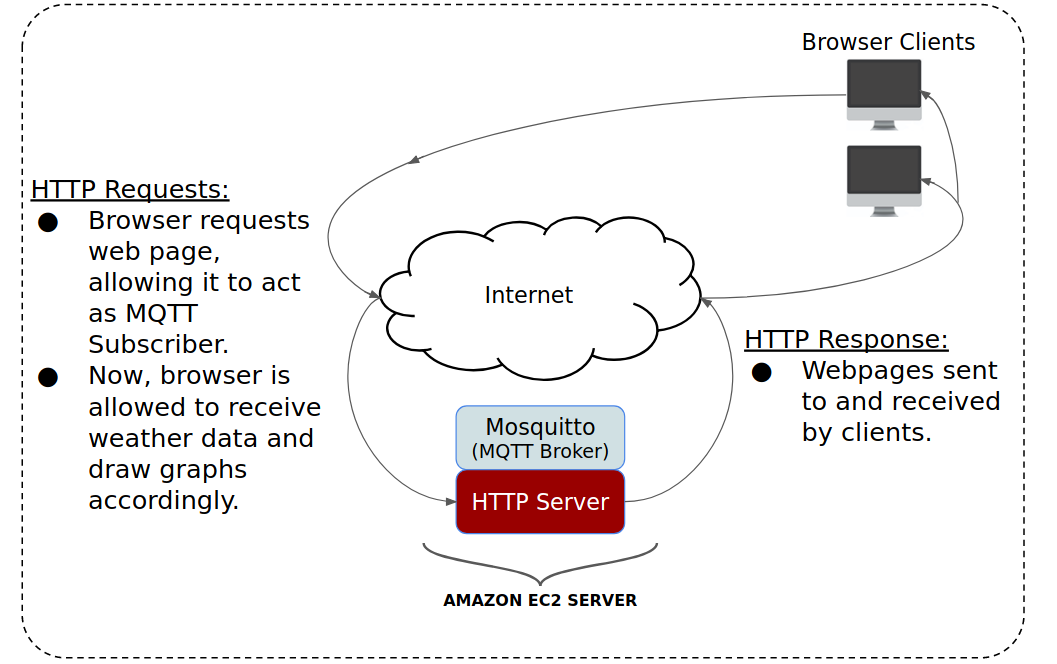 Browser Clients
HTTP Requests:
● Browser requests
web page,
allowing it to act
as MQTT
Subscriber.
● Now, browser is
allowed to receive
weather data and
draw graphs
accordingly.
Internet
HTTP Response:
● Webpages sent
to and received
by clients.
Mosquitto
(MQTT Broker)
HTTP Server
AMAZON EC2 SERVER